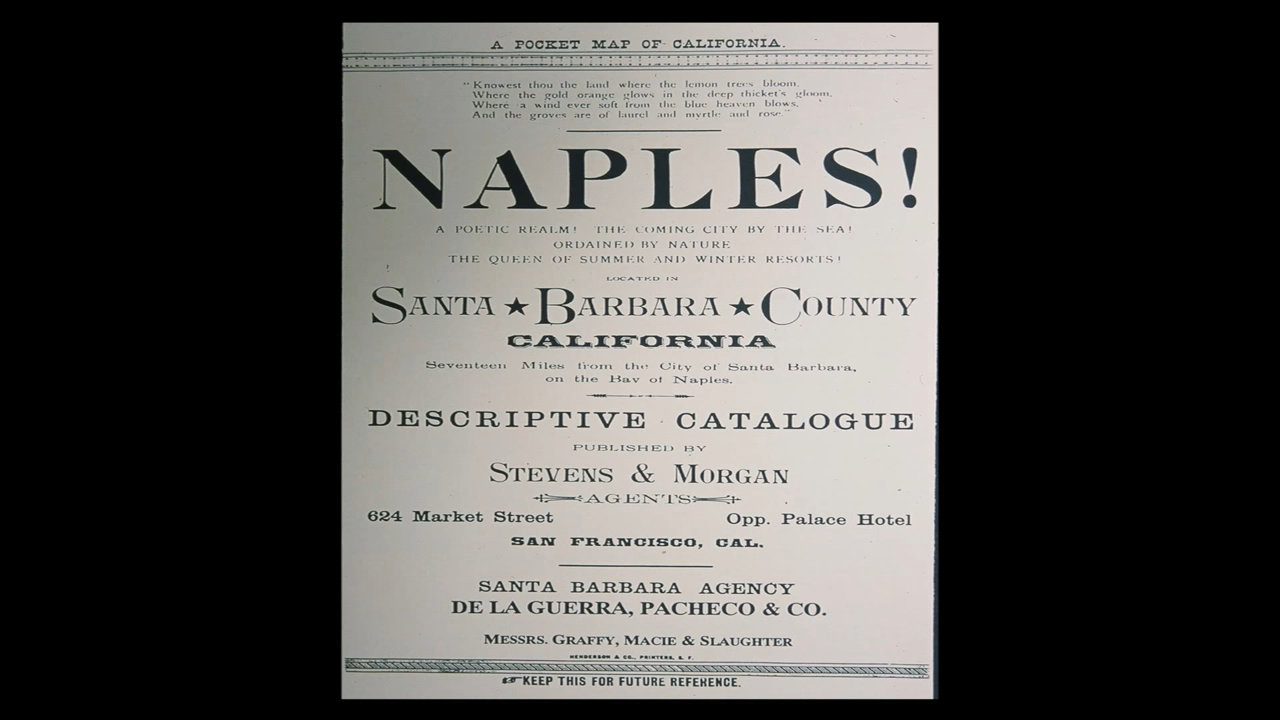 A POCKET MAP OF CALIFORNIA.
"Knowest thou the land where the lemon trees bloom,
Where the gold orange glows in the deep thicket's gloom,
Where a wind ever soft from the blue heaven blows,
And the groves are of laurel and myrtle and rose."
NAPLES!
A POETIC REALM! THE COMING CITY BY THE SEA!
ORDAINED BY NATURE
THE QUEEN OF SUMMER AND WINTER RESORTS!
LOCATED IN
SANTA ★ BARBARA ★ COUNTY
CALIFORNIA
Seventeen Miles from the City of Santa Barbara,
on the Bay of Naples.
DESCRIPTIVE CATALOGUE
PUBLISHED BY
STEVENS & MORGAN
AGENTS
624 Market Street Opp. Palace Hotel
SAN FRANCISCO, CAL.
SANTA BARBARA AGENCY
DE LA GUERRA, PACHECO & CO.
MESSRS. GRAFFY, MACIE & SLAUGHTER
HENDERSON & CO., PRINTERS, S. F.
☞ KEEP THIS FOR FUTURE REFERENCE.